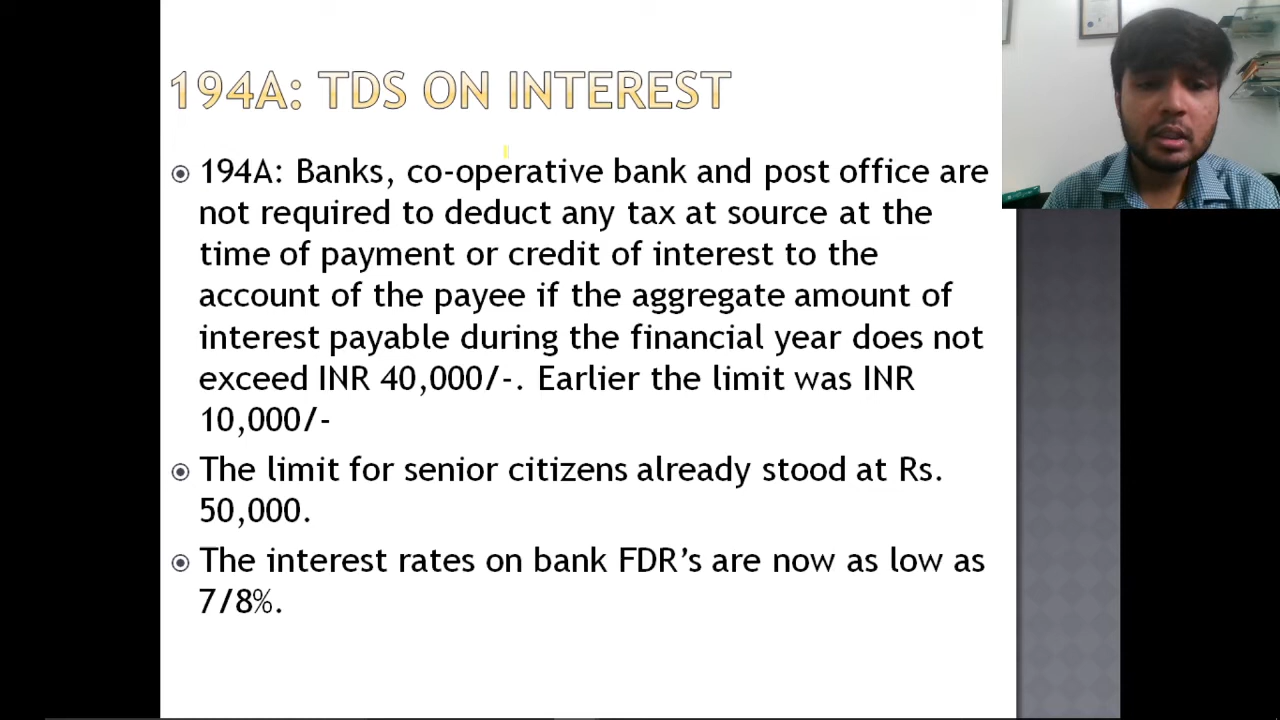 194A: TDS ON INTEREST
194A: Banks, co-operative bank and post office are
not required to deduct any tax at source at the
time of payment or credit of interest to the
account of the payee if the aggregate amount of
interest payable during the financial year does not
exceed INR 40,000/-. Earlier the limit was INR
10,000/-
The limit for senior citizens already stood at Rs.
50,000.
The interest rates on bank FDR’s are now as low as
7/8%.